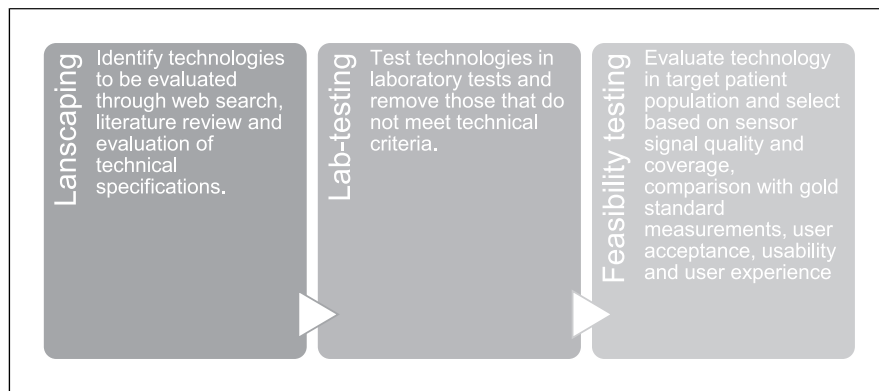 Lanscaping
Identify technologies
to be evaluated
through web search,
literature review and
evaluation of
technical
specifications.
Lab-testing
Test technologies in
laboratory tests and
remove those that do
not meet technical
criteria.
Feasibility testing
Evaluate technology
in target patient
population and select
based on sensor
signal quality and
coverage,
comparison with gold
standard
measurements, user
acceptance, usability
and user experience